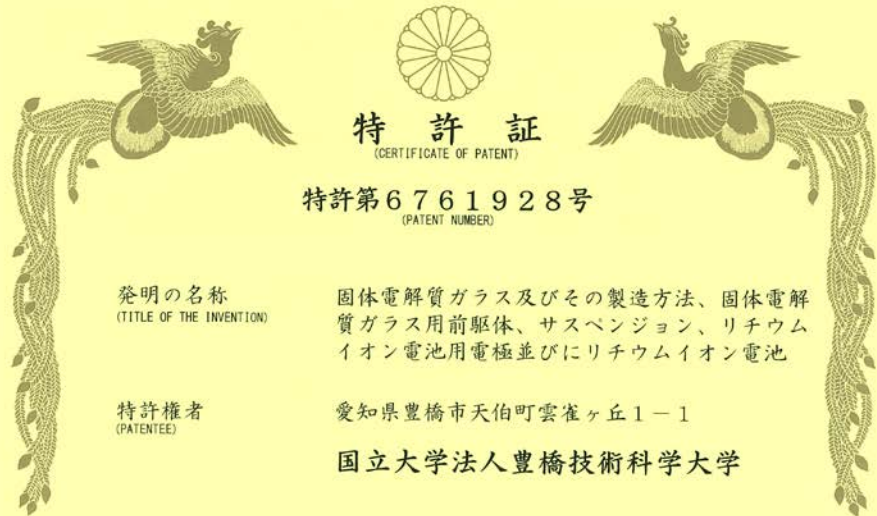 特許証
(CERTIFICATE OF PATENT)
特許第6761928号
(PATENT NUMBER)
発明の名称
(TITLE OF THE INVENTION)
固体電解質ガラス及びその製造方法、固体電解
質ガラス用前駆体、サスペンジョン、リチウム
イオン電池用電極並びにリチウムイオン電池
特許権者
(PATENTEE)
愛知県豊橋市天伯町雲雀ヶ丘1-1
国立大学法人豊橋技術科学大学